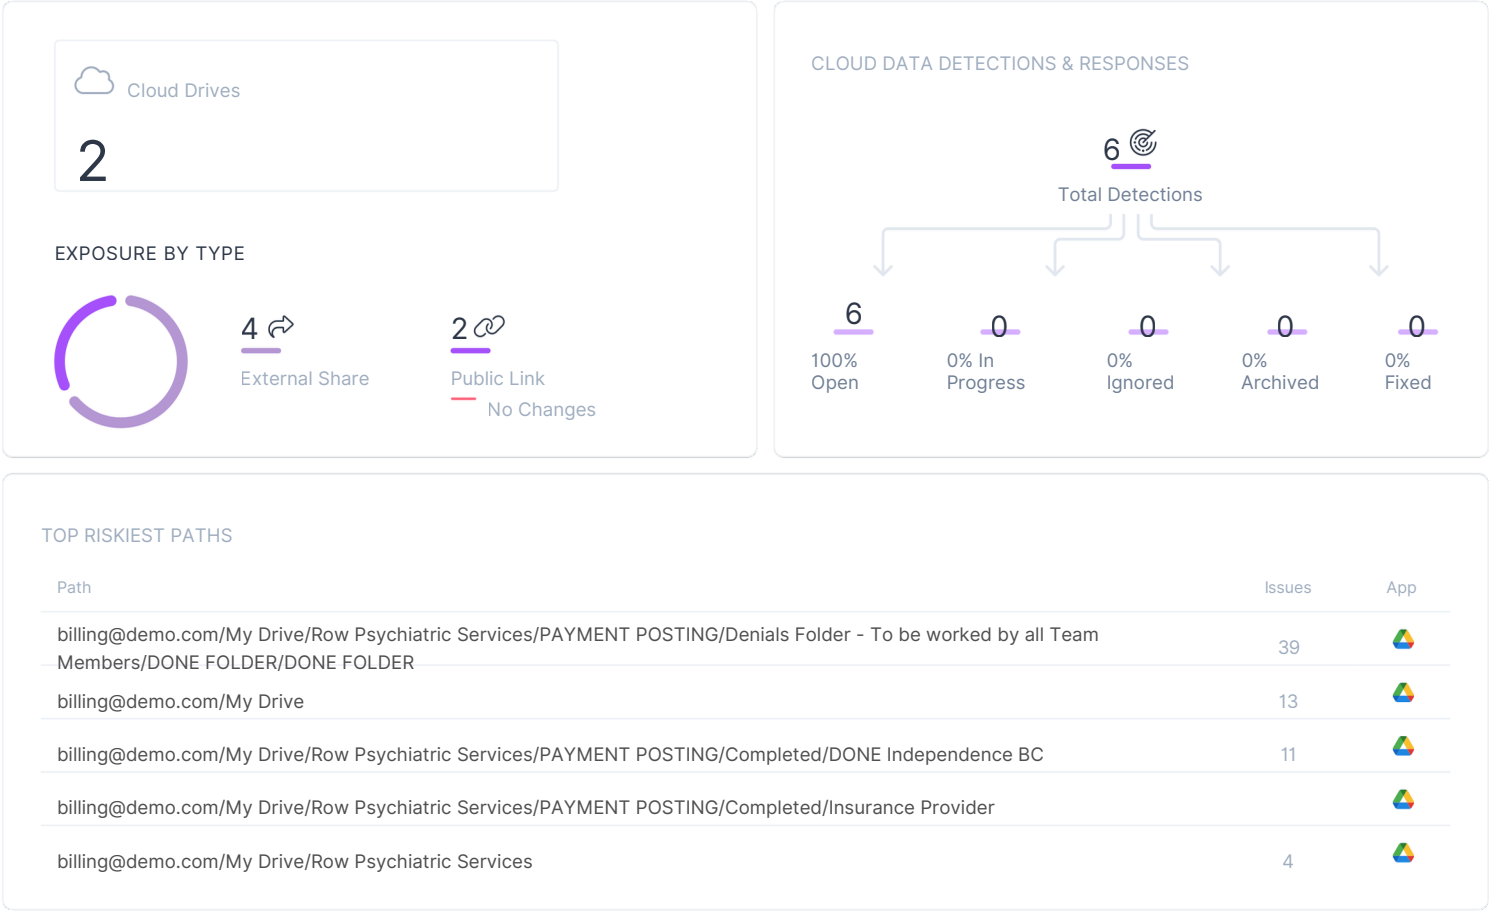 Cloud Drives
2
EXPOSURE BY TYPE
4
External Share
2
Public Link
No Changes
CLOUD DATA DETECTIONS & RESPONSES
6
Total Detections
6
100%
Open
0
0% In
Progress
0
0%
Ignored
0
0%
Archived
0
0%
Fixed
TOP RISKIEST PATHS
Path Issues App
billing@demo.com/My Drive/Row Psychiatric Services/PAYMENT POSTING/Denials Folder - To be worked by all Team
Members/DONE FOLDER/DONE FOLDER
39
billing@demo.com/My Drive 13
billing@demo.com/My Drive/Row Psychiatric Services/PAYMENT POSTING/Completed/DONE Independence BC 11
billing@demo.com/My Drive/Row Psychiatric Services/PAYMENT POSTING/Completed/Insurance Provider
billing@demo.com/My Drive/Row Psychiatric Services 4